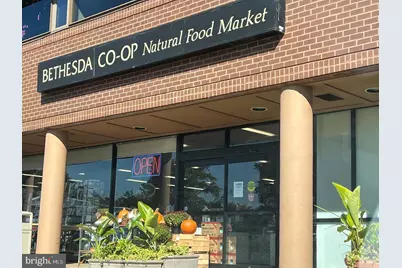 BETHESDA CO-OP Natural Food Market
OPEN
bright MLS